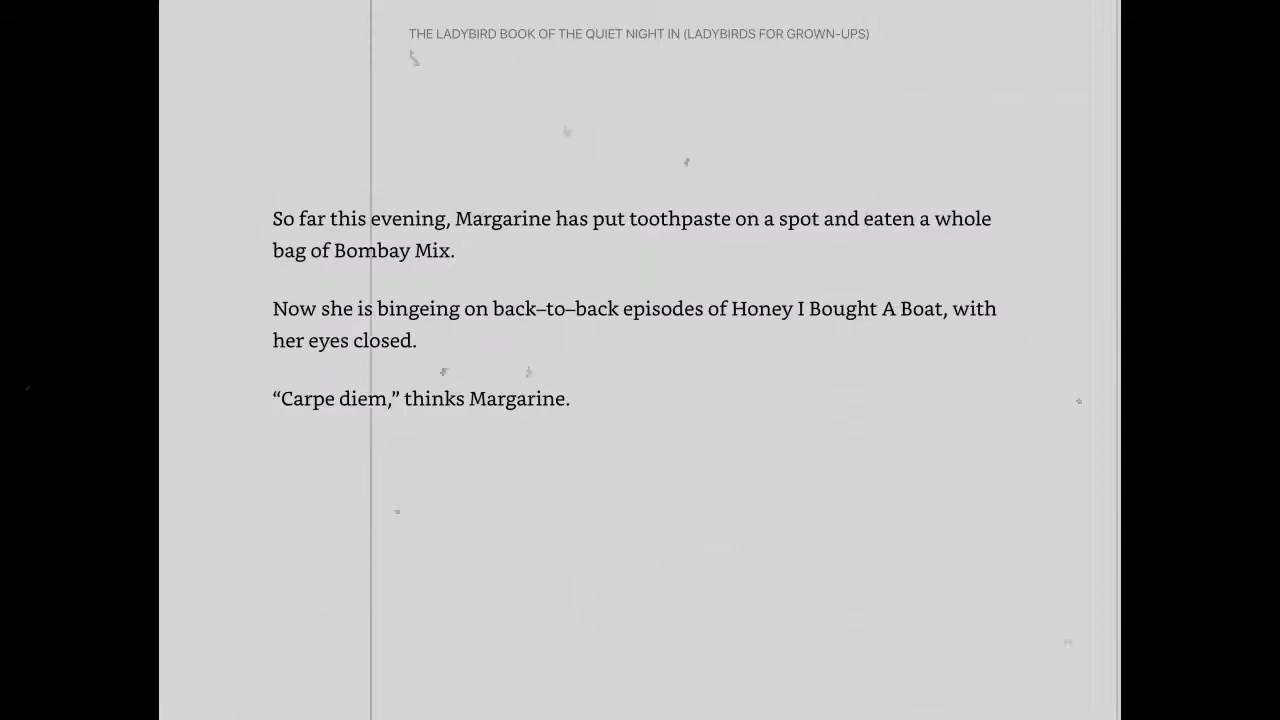 THE LADYBIRD BOOK OF THE QUIET NIGHT IN (LADYBIRDS FOR GROWN-UPS)
So far this evening, Margarine has put toothpaste on a spot and eaten a whole
bag of Bombay Mix.
Now she is bingeing on back–to–back episodes of Honey I Bought A Boat, with
her eyes closed.
“Carpe diem,” thinks Margarine.